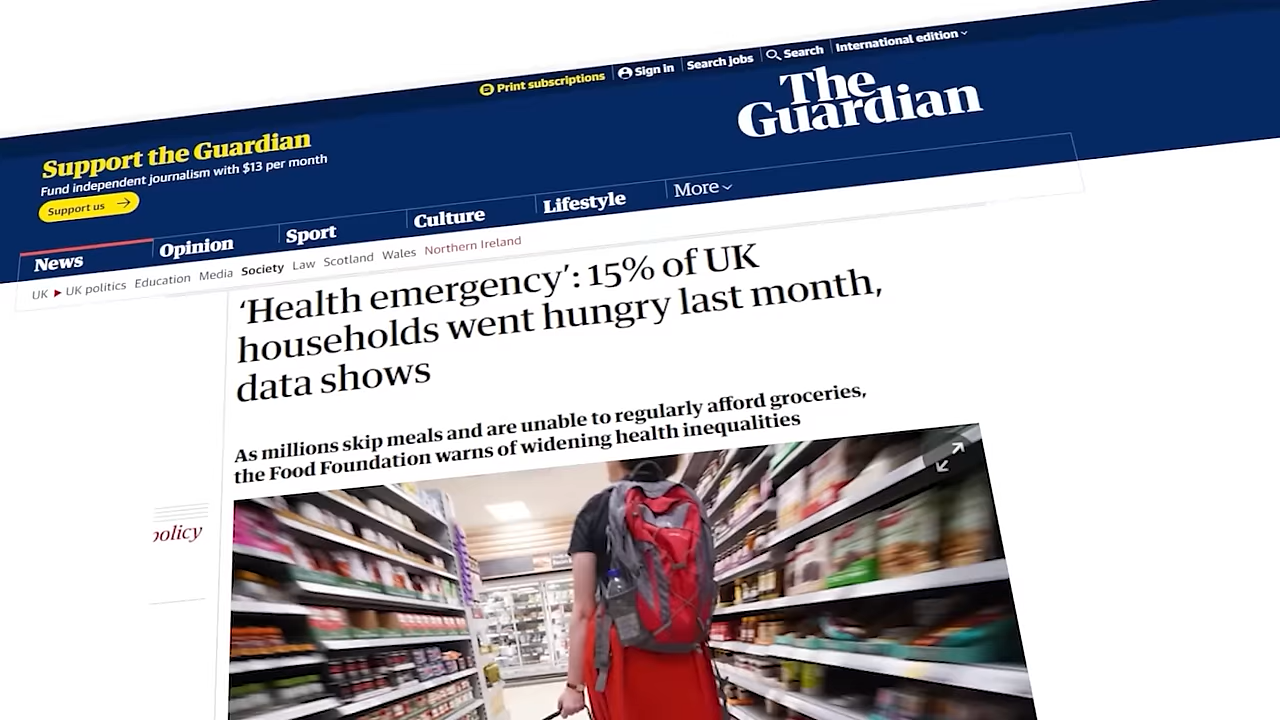 Print subscriptions
Sign in
Search jobs
Search
International edition
The
Guardian
Support the Guardian
Fund independent journalism with $13 per month
Support us
News
Opinion
Sport
Culture
Lifestyle
More
UK
UK politics
Education
Media
Society
Law
Scotland
Wales
Northern Ireland
‘Health emergency’: 15% of UK
households went hungry last month,
data shows
As millions skip meals and are unable to regularly afford groceries,
the Food Foundation warns of widening health inequalities
policy